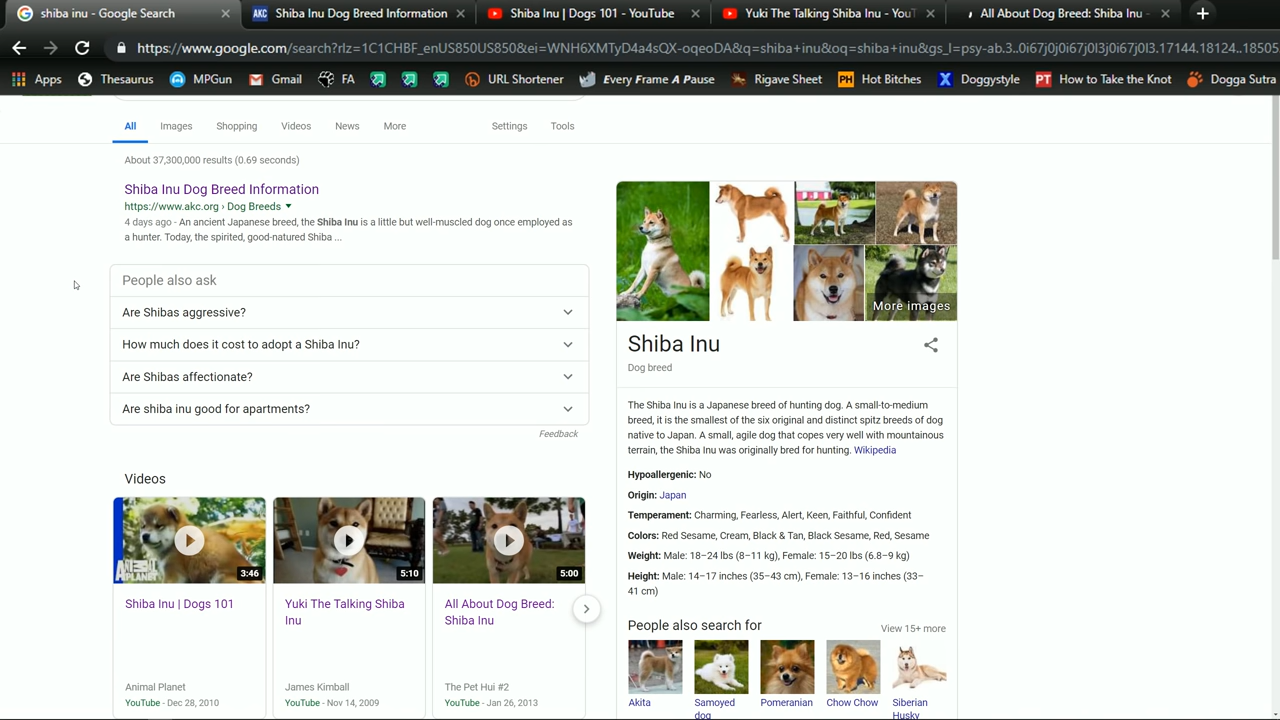 shiba inu - Google Search
Shiba Inu Dog Breed Information
Shiba Inu | Dogs 101 - YouTube
Yuki The Talking Shiba Inu - YouT
All About Dog Breed: Shiba Inu -
https://www.google.com/search?rlz=1C1CHBF_enUS850US850&ei=WNH6XMTyD4a4sQX-oqeoDA&q=shiba+inu&oq=shiba+inu&gs_l=psy-ab.3..0i67j0j0i67j0l3j0i67j0l3.17144.18124..18505
Apps
Thesaurus
MPGun
Gmail
FA
URL Shortener
Every Frame A Pause
Rigave Sheet
PH Hot Bitches
X Doggystyle
PT How to Take the Knot
Dogga Sutra
All
Images
Shopping
Videos
News
More
Settings
Tools
About 37,300,000 results (0.69 seconds)
Shiba Inu Dog Breed Information
https://www.akc.org › Dog Breeds
4 days ago - An ancient Japanese breed, the Shiba Inu is a little but well-muscled dog once employed as
a hunter. Today, the spirited, good-natured Shiba ...
People also ask
Are Shibas aggressive?
How much does it cost to adopt a Shiba Inu?
Are Shibas affectionate?
Are shiba inu good for apartments?
Feedback
Videos
3:46
5:10
5:00
Shiba Inu | Dogs 101
Yuki The Talking Shiba
Inu
All About Dog Breed:
Shiba Inu
Animal Planet
YouTube - Dec 28, 2010
James Kimball
YouTube - Nov 14, 2009
The Pet Hui #2
YouTube - Jan 26, 2013
More images
Shiba Inu
Dog breed
The Shiba Inu is a Japanese breed of hunting dog. A small-to-medium
breed, it is the smallest of the six original and distinct spitz breeds of dog
native to Japan. A small, agile dog that copes very well with mountainous
terrain, the Shiba Inu was originally bred for hunting. Wikipedia
Hypoallergenic: No
Origin: Japan
Temperament: Charming, Fearless, Alert, Keen, Faithful, Confident
Colors: Red Sesame, Cream, Black & Tan, Black Sesame, Red, Sesame
Weight: Male: 18–24 lbs (8–11 kg), Female: 15–20 lbs (6.8–9 kg)
Height: Male: 14–17 inches (35–43 cm), Female: 13–16 inches (33–
41 cm)
People also search for
View 15+ more
Akita
Samoyed
dog
Pomeranian
Chow Chow
Siberian
Husky